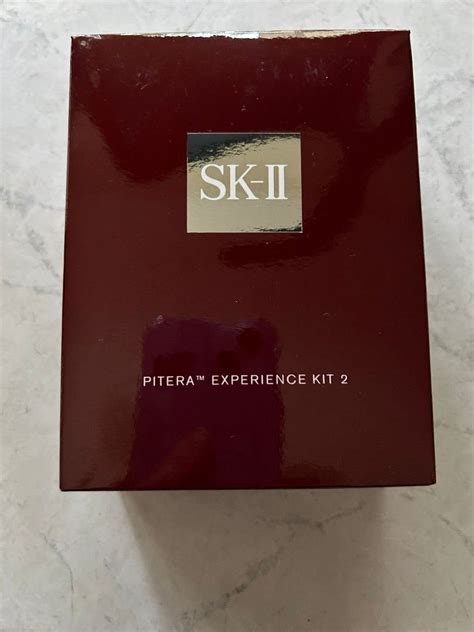 SK-II
PITERA™ EXPERIENCE KIT 2